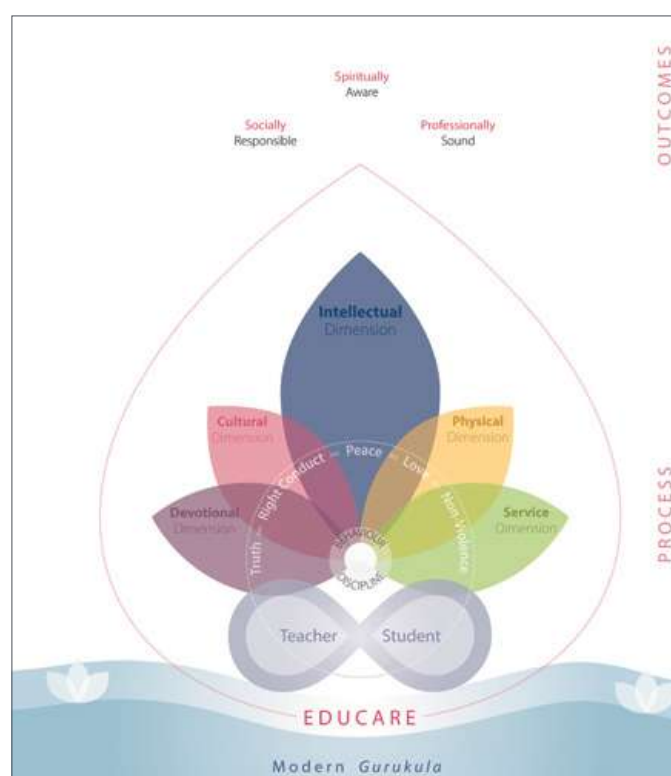 OUTCOMES
Spiritually
Aware
Socially
Responsible
Professionally
Sound
Intellectual
Dimension
Cultural
Dimension
Physical
Dimension
Devotional
Dimension
Service
Dimension
Truth Right Conduct Peace Love Non-Violence
BEHAVIOUR
DISCIPLINE
PROCESS
Teacher Student
EDUCARE
Modern Gurukula